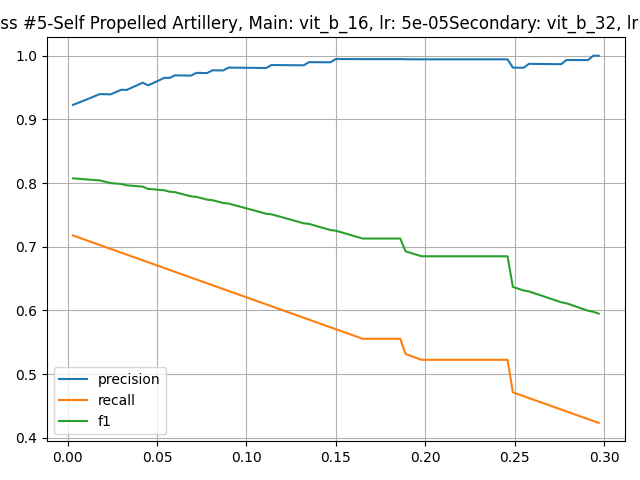 ss #5-Self Propelled Artillery, Main: vit_b_16, lr: 5e-05Secondary: vit_b_32, lr
1.0
0.9
0.8
0.7
0.6
0.5
0.4
precision
recall
f1
0.00 0.05 0.10 0.15 0.20 0.25 0.30